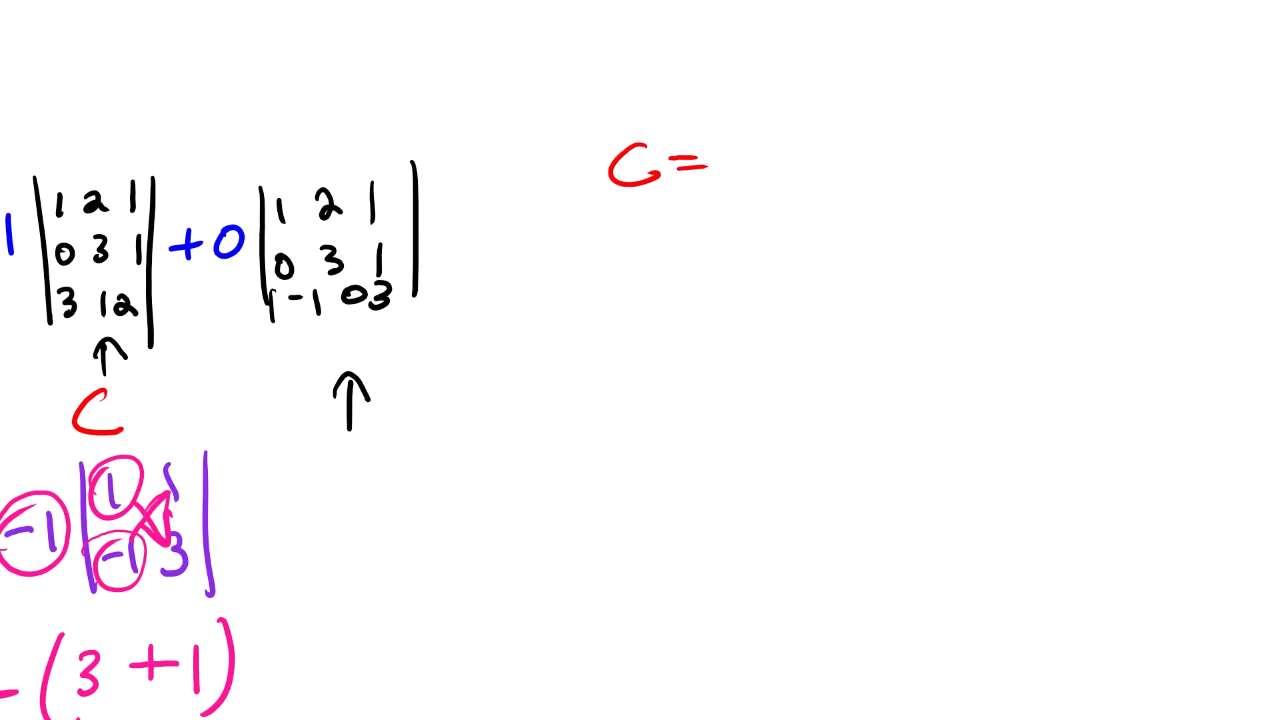 1 | 1 2 1 | + 0 | 1 2 1 | C =
| 0 3 1 | | 0 3 1 |
| 3 1 2 | | 1 -1 0 3 |
↑ ↑
C
-1 | 1 1 |
| -1 3 |
- (3 + 1)